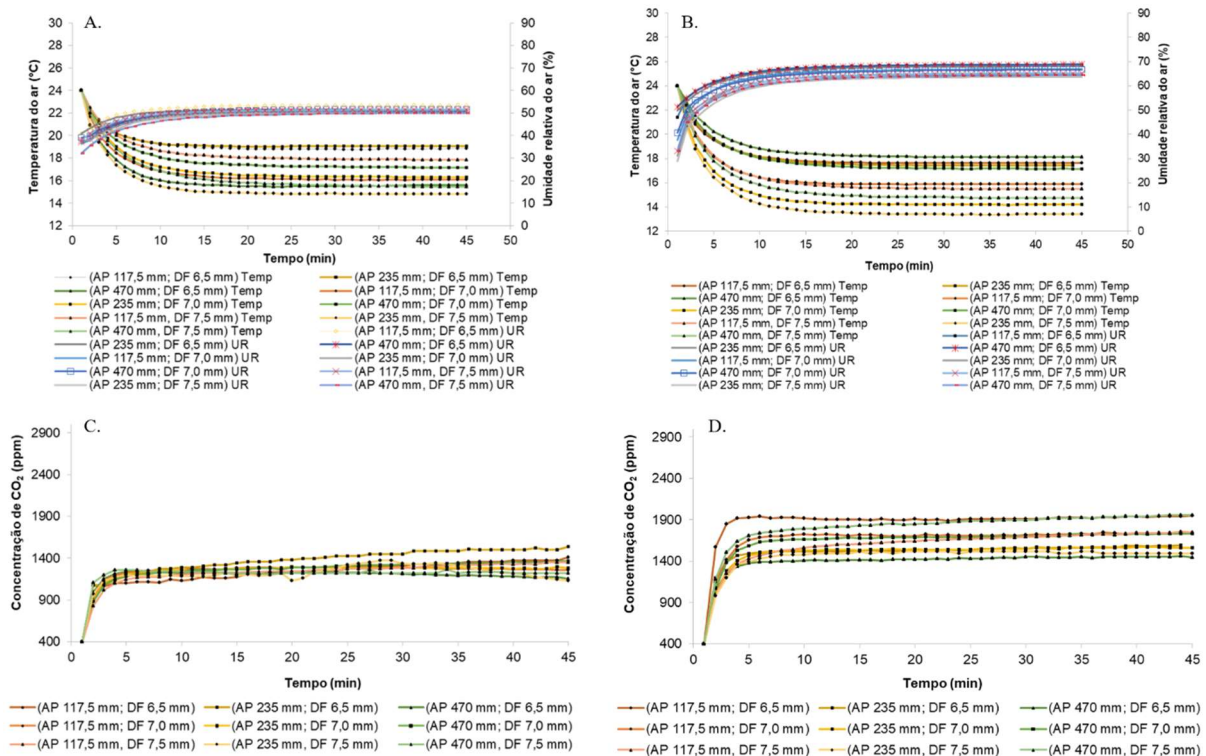 A.
Temperatura do ar (°C)
30
28
26
24
22
20
18
16
14
12
90
80
70
60
50
40
30
20
10
0
Umidade relativa do ar (%)
0 5 10 15 20 25 30 35 40 45 50
Tempo (min)
(AP 117,5 mm; DF 6,5 mm) Temp (AP 235 mm; DF 6,5 mm) Temp
(AP 470 mm; DF 6,5 mm) Temp (AP 117,5 mm; DF 7,0 mm) Temp
(AP 235 mm; DF 7,0 mm) Temp (AP 470 mm; DF 7,0 mm) Temp
(AP 117,5 mm, DF 7,5 mm) Temp (AP 235 mm, DF 7,5 mm) Temp
(AP 470 mm; DF 7,5 mm) Temp (AP 117,5 mm; DF 6,5 mm) UR
(AP 235 mm; DF 6,5 mm) UR (AP 470 mm; DF 6,5 mm) UR
(AP 117,5 mm; DF 7,0 mm) UR (AP 235 mm; DF 7,0 mm) UR
(AP 470 mm; DF 7,0 mm) UR (AP 117,5 mm, DF 7,5 mm) UR
(AP 235 mm; DF 7,5 mm) UR (AP 470 mm, DF 7,5 mm) UR
B.
Temperatura do ar (°C)
30
28
26
24
22
20
18
16
14
12
90
80
70
60
50
40
30
20
10
0
Umidade relativa do ar (%)
0 5 10 15 20 25 30 35 40 45 50
Tempo (min)
(AP 117,5 mm; DF 6,5 mm) Temp (AP 235 mm; DF 6,5 mm) Temp
(AP 470 mm; DF 6,5 mm) Temp (AP 117,5 mm; DF 7,0 mm) Temp
(AP 235 mm; DF 7,0 mm) Temp (AP 470 mm; DF 7,0 mm) Temp
(AP 117,5 mm, DF 7,5 mm) Temp (AP 235 mm, DF 7,5 mm) Temp
(AP 470 mm; DF 7,5 mm) Temp (AP 117,5 mm; DF 6,5 mm) UR
(AP 235 mm; DF 6,5 mm) UR (AP 470 mm; DF 6,5 mm) UR
(AP 117,5 mm; DF 7,0 mm) UR (AP 235 mm; DF 7,0 mm) UR
(AP 470 mm; DF 7,0 mm) UR (AP 117,5 mm, DF 7,5 mm) UR
(AP 235 mm; DF 7,5 mm) UR (AP 470 mm, DF 7,5 mm) UR
C.
Concentração de CO₂ (ppm)
2900
2400
1900
1400
900
400
0 5 10 15 20 25 30 35 40 45
Tempo (min)
(AP 117,5 mm; DF 6,5 mm) (AP 235 mm; DF 6,5 mm) (AP 470 mm; DF 6,5 mm)
(AP 117,5 mm; DF 7,0 mm) (AP 235 mm; DF 7,0 mm) (AP 470 mm; DF 7,0 mm)
(AP 117,5 mm, DF 7,5 mm) (AP 235 mm, DF 7,5 mm) (AP 470 mm; DF 7,5 mm)
D.
Concentração de CO₂ (ppm)
2900
2400
1900
1400
900
400
0 5 10 15 20 25 30 35 40 45
Tempo (min)
(AP 117,5 mm; DF 6,5 mm) (AP 235 mm; DF 6,5 mm) (AP 470 mm; DF 6,5 mm)
(AP 117,5 mm; DF 7,0 mm) (AP 235 mm; DF 7,0 mm) (AP 470 mm; DF 7,0 mm)
(AP 117,5 mm, DF 7,5 mm) (AP 235 mm, DF 7,5 mm) (AP 470 mm, DF 7,5 mm)